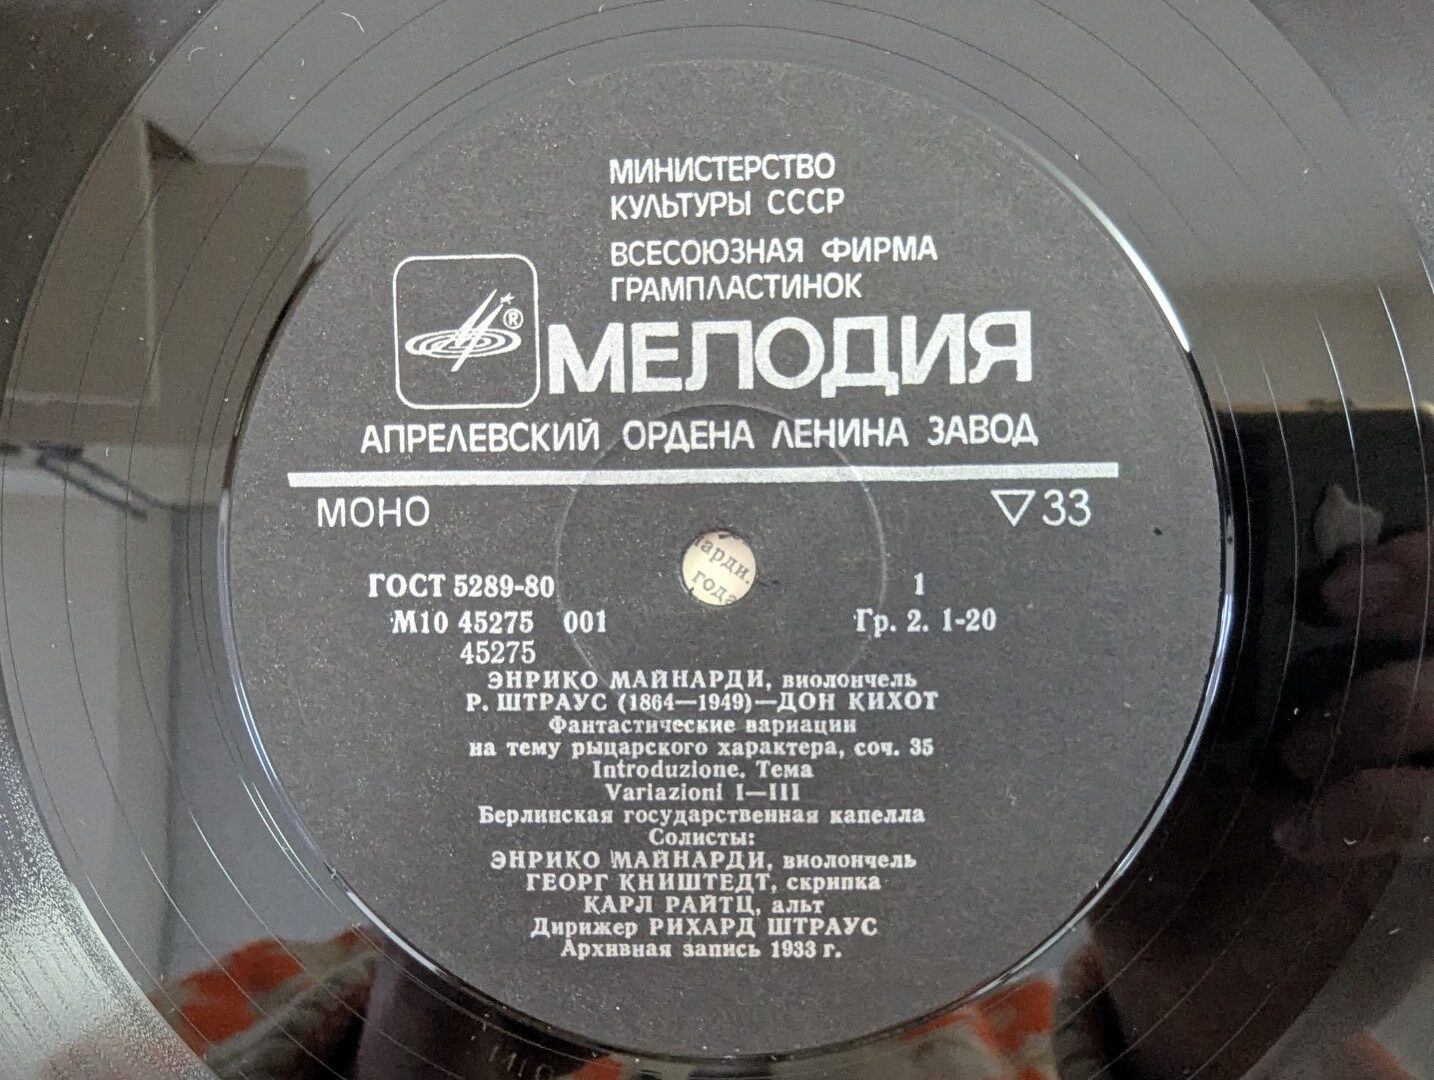 МИНИСТЕРСТВО
КУЛЬТУРЫ СССР
ВСЕСОЮЗНАЯ ФИРМА
ГРАМПЛАСТИНОК
®
МЕЛОДИЯ
АПРЕЛЕВСКИЙ ОРДЕНА ЛЕНИНА ЗАВОД
МОНО ▽33
ГОСТ 5289-80 1
М10 45275 001 Гр. 2. 1-20
45275
ЭНРИКО МАЙНАРДИ, виолончель
Р. ШТРАУС (1864—1949)—ДОН КИХОТ
Фантастические вариации
на тему рыцарского характера, соч. 35
Introduzione. Тема
Variazioni I—III
Берлинская государственная капелла
Солисты:
ЭНРИКО МАЙНАРДИ, виолончель
ГЕОРГ КНИШТЕДТ, скрипка
КАРЛ РАЙТЦ, альт
Дирижер РИХАРД ШТРАУС
Архивная запись 1933 г.